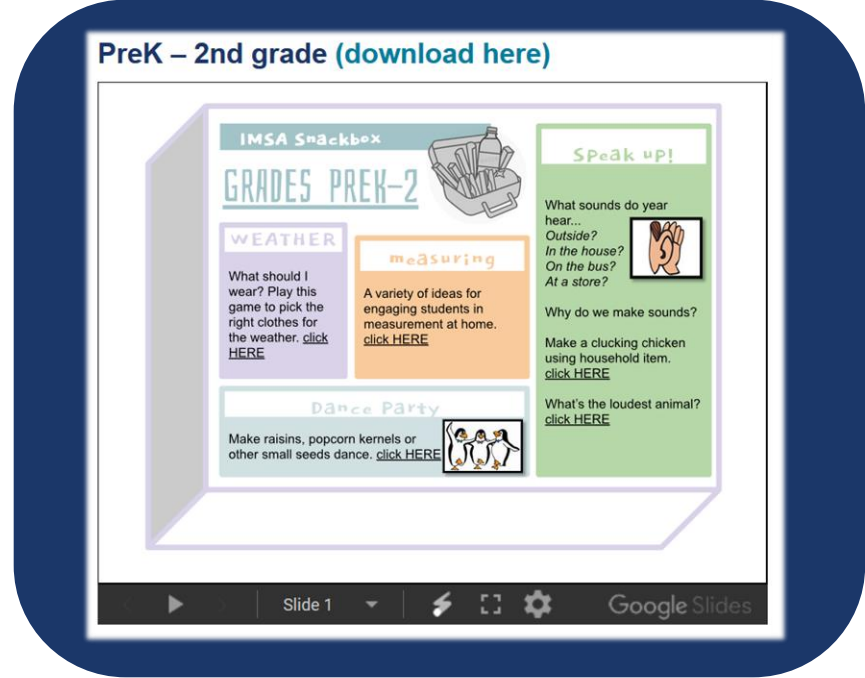 PreK – 2nd grade (download here)
IMSA Snackbox
GRADES PREK-2
WEATHER
What should I
wear? Play this
game to pick the
right clothes for
the weather. click
HERE
measuring
A variety of ideas for
engaging students in
measurement at home.
click HERE
Dance Party
Make raisins, popcorn kernels or
other small seeds dance. click HERE
Speak up!
What sounds do year
hear...
Outside?
In the house?
On the bus?
At a store?
Why do we make sounds?
Make a clucking chicken
using household item.
click HERE
What's the loudest animal?
click HERE
Slide 1
Google Slides